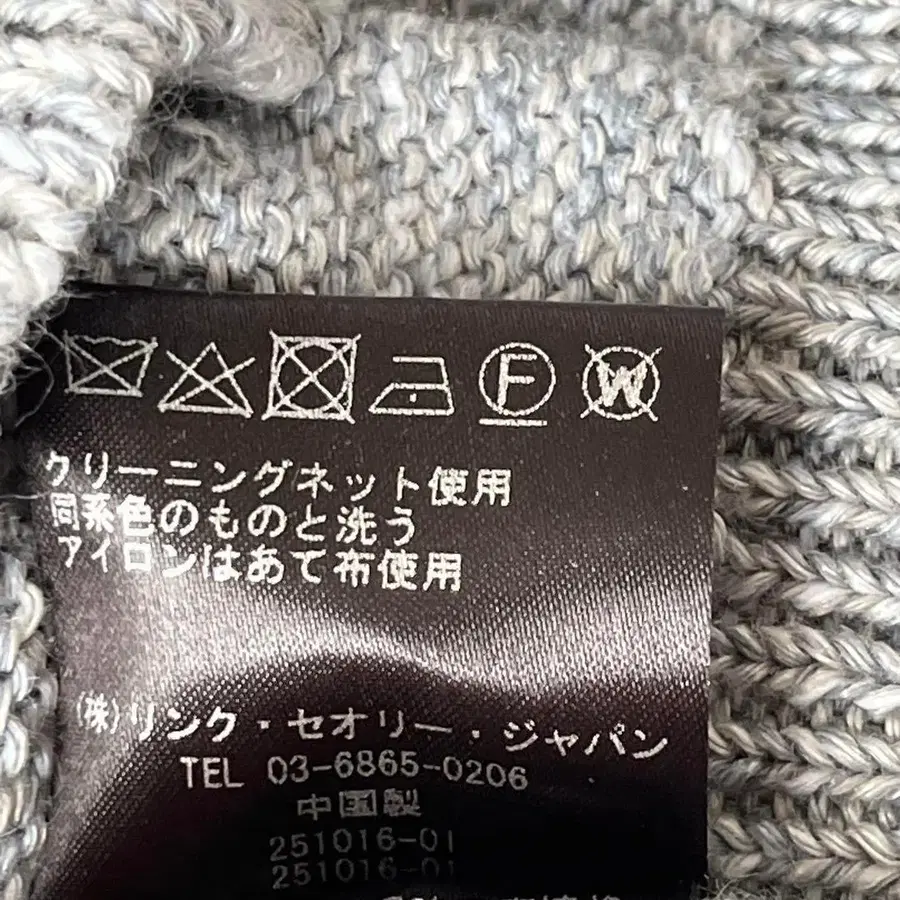 F W
クリーニングネット使用
同系色のものと洗う
アイロンはあて布使用
(株)リンク・セオリー・ジャパン
TEL 03-6865-0206
中国製
251016-01
251016-01